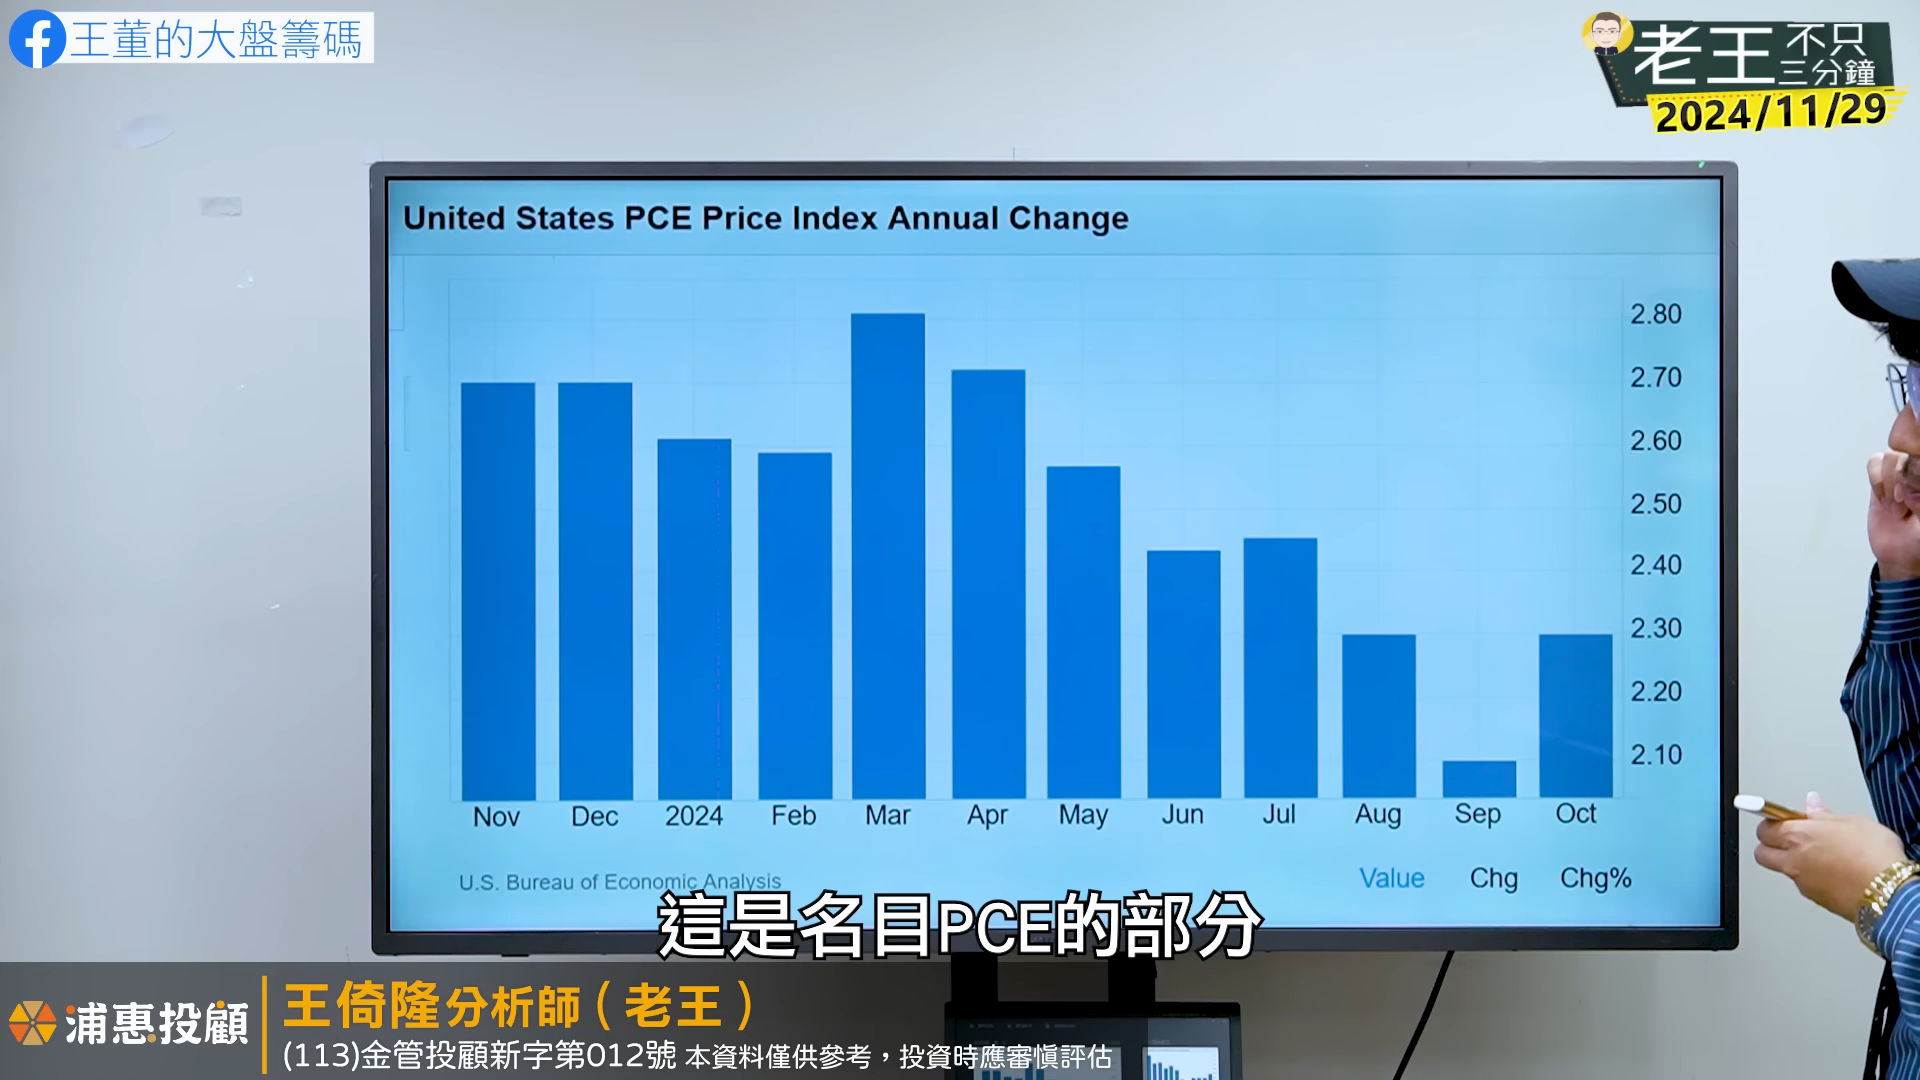 王董的大盤籌碼
老王不只三分鐘
2024/11/29
United States PCE Price Index Annual Change
2.80
2.70
2.60
2.50
2.40
2.30
2.20
2.10
Nov Dec 2024 Feb Mar Apr May Jun Jul Aug Sep Oct
U.S. Bureau of Economic Analysis
Value Chg Chg%
這是名目PCE的部分
浦惠投顧
王倚隆分析師(老王)
(113)金管投顧新字第012號 本資料僅供參考,投資時應審慎評估